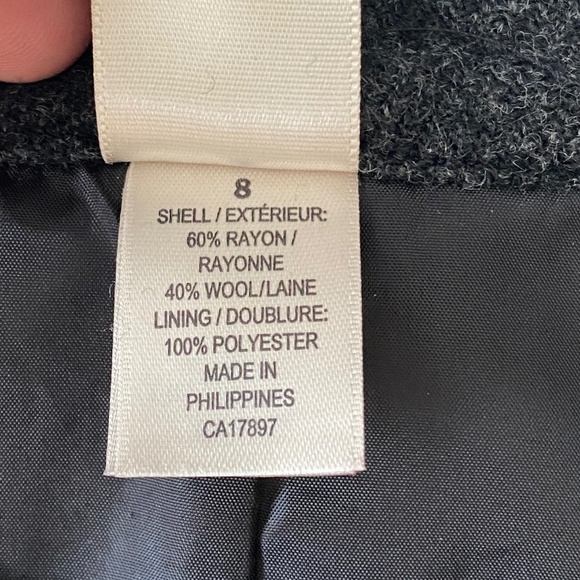 8
SHELL / EXTÉRIEUR:
60% RAYON /
RAYONNE
40% WOOL/LAINE
LINING / DOUBLURE:
100% POLYESTER
MADE IN
PHILIPPINES
CA17897